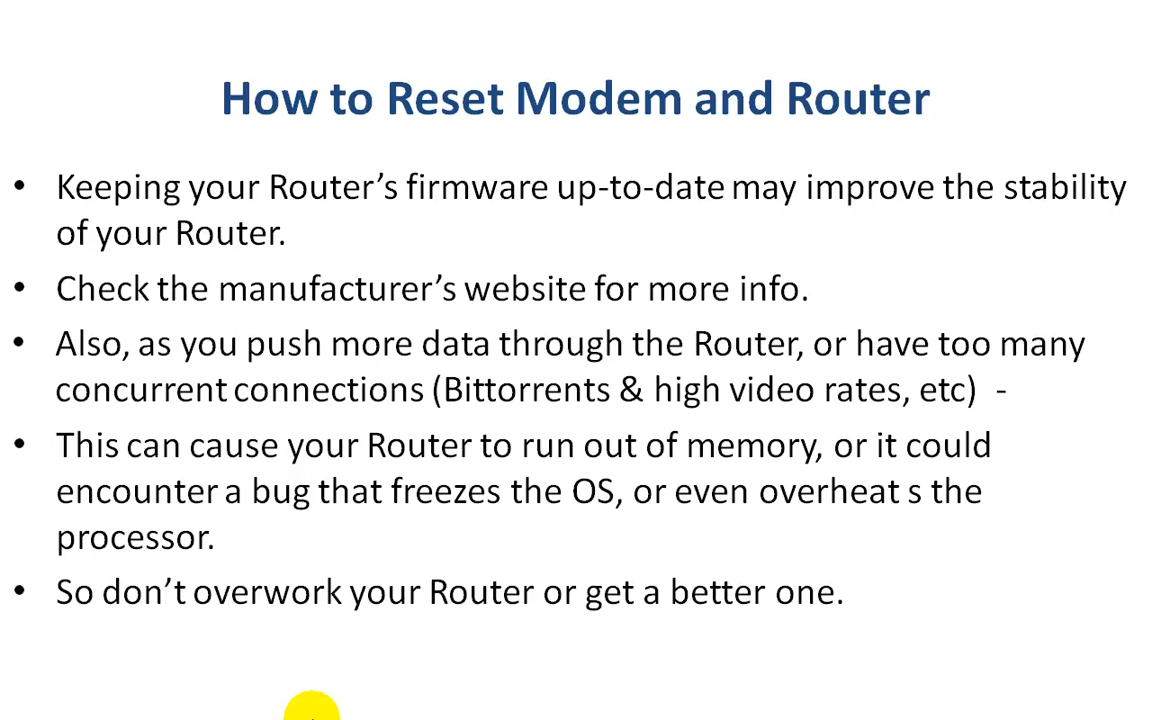 How to Reset Modem and Router
• Keeping your Router’s firmware up-to-date may improve the stability
of your Router.
• Check the manufacturer’s website for more info.
• Also, as you push more data through the Router, or have too many
concurrent connections (Bittorrents & high video rates, etc) -
• This can cause your Router to run out of memory, or it could
encounter a bug that freezes the OS, or even overheat s the
processor.
• So don’t overwork your Router or get a better one.